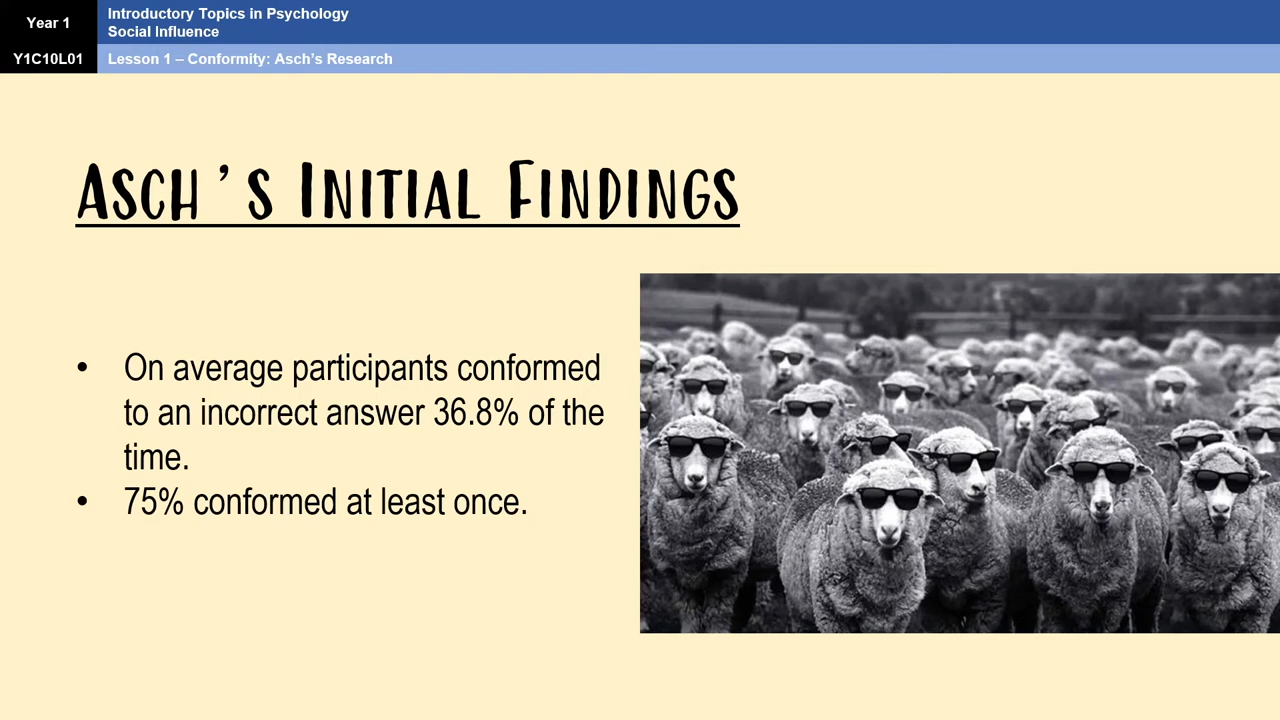 Year 1
Introductory Topics in Psychology
Social Influence
Y1C10L01
Lesson 1 – Conformity: Asch’s Research
Asch’s Initial Findings
• On average participants conformed
to an incorrect answer 36.8% of the
time.
• 75% conformed at least once.